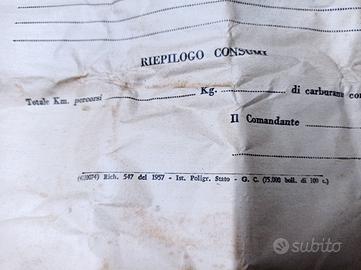 RIEPILOGO CONSUMI
Totale Km. percorsi ........................ Kg. ........................ di carburante con
Il Comandante ........................
Rich. 547 del 1957 - Ist. Poligr. Stato - G. C. (75.000 boll. di 100 c.)
subito